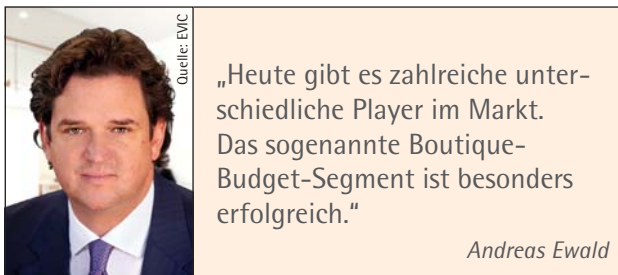 Quelle: EVIC
„Heute gibt es zahlreiche unter-
schiedliche Player im Markt.
Das sogenannte Boutique-
Budget-Segment ist besonders
erfolgreich.“
Andreas Ewald